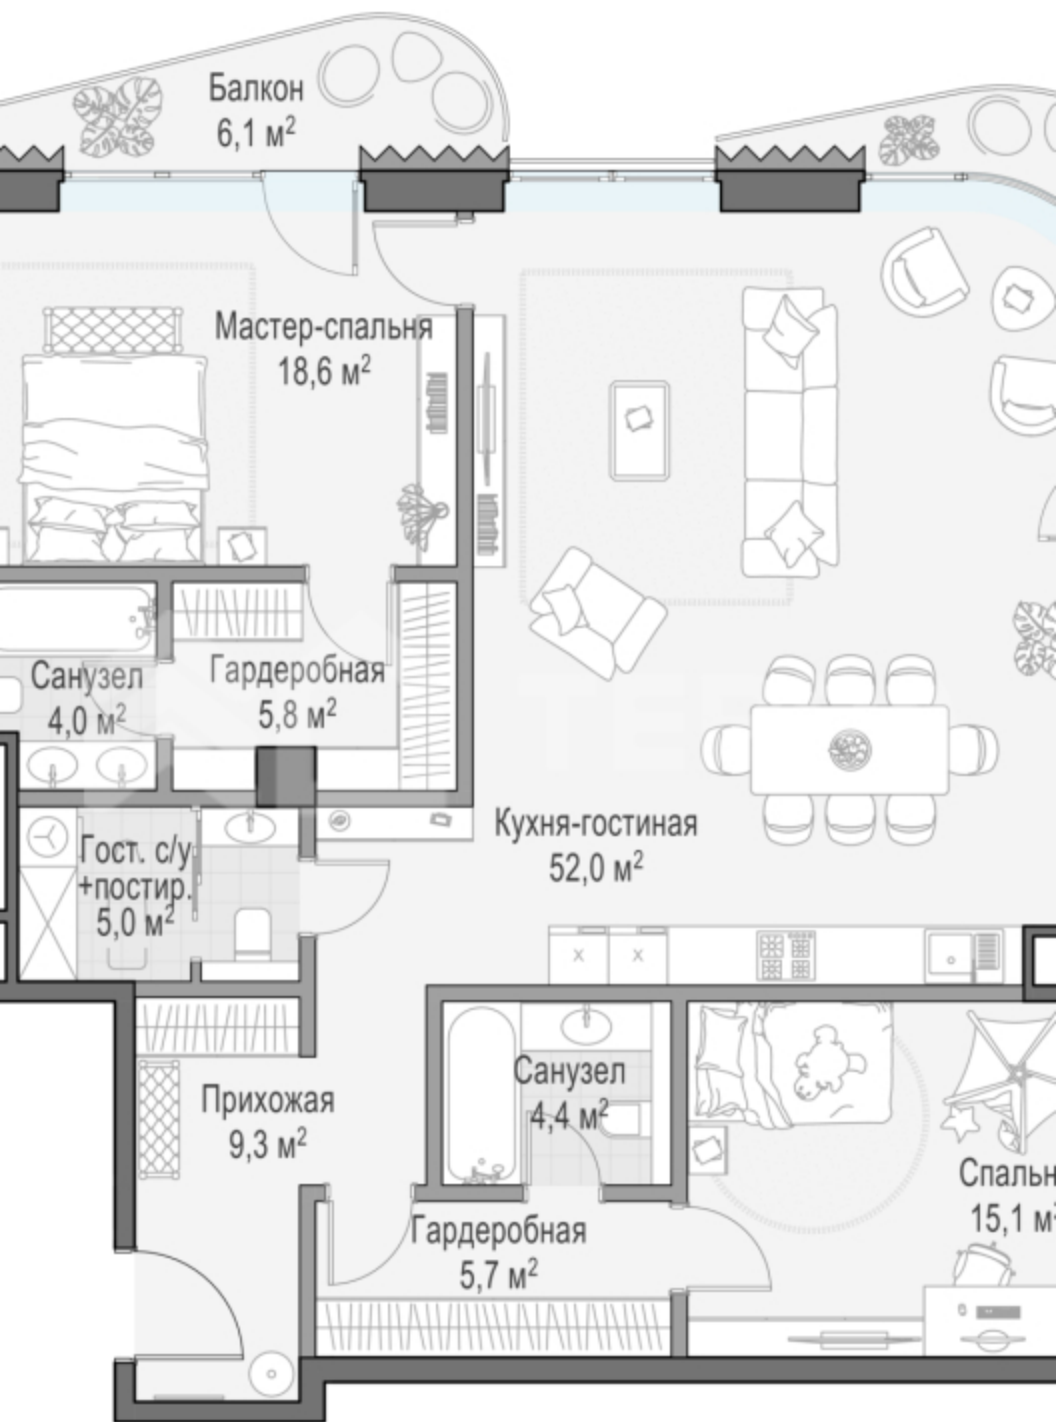 Балкон
6,1 м²
Мастер-спальня
18,6 м²
Санузел
4,0 м²
Гардеробная
5,8 м²
Гост. с/у
+постир.
5,0 м²
Кухня-гостиная
52,0 м²
Прихожая
9,3 м²
Санузел
4,4 м²
Гардеробная
5,7 м²
Спальн
15,1 м²